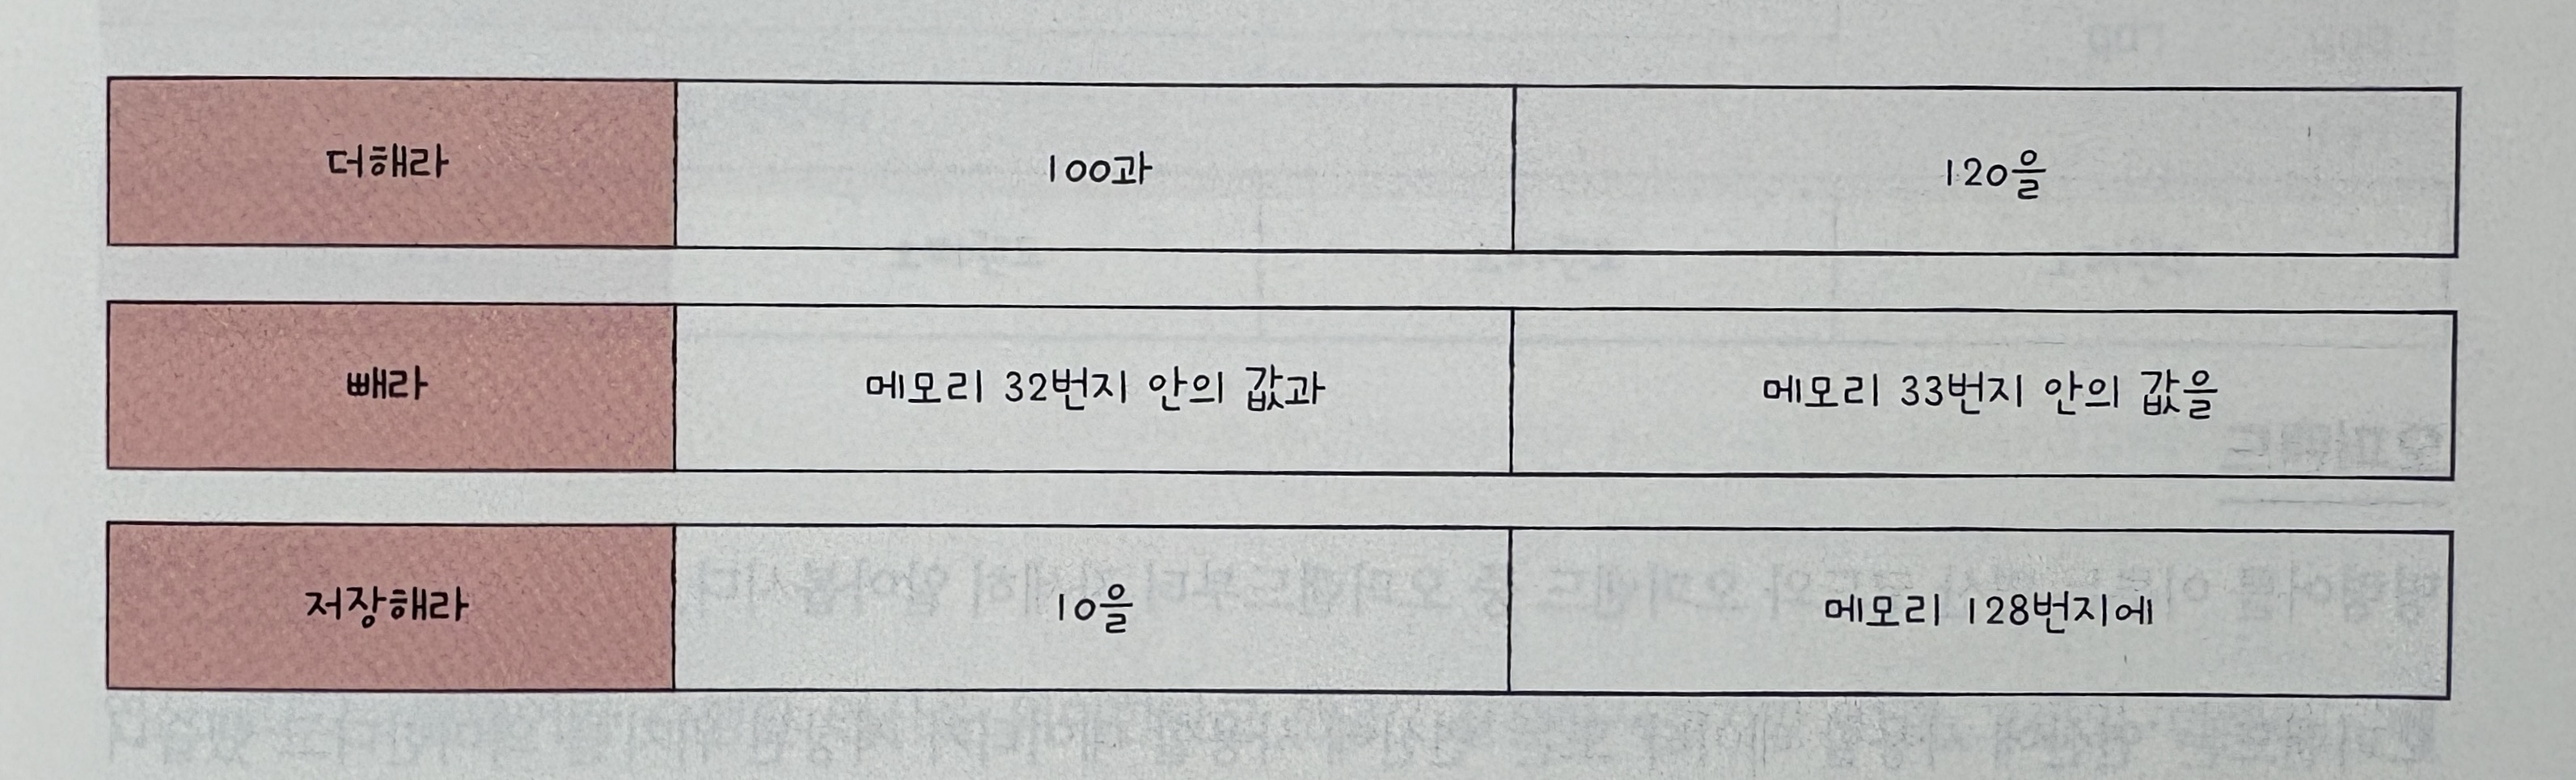 더해라 100과 120을
빼라 메모리 32번지 안의 값과 메모리 33번지 안의 값을
저장해라 10을 메모리 128번지에